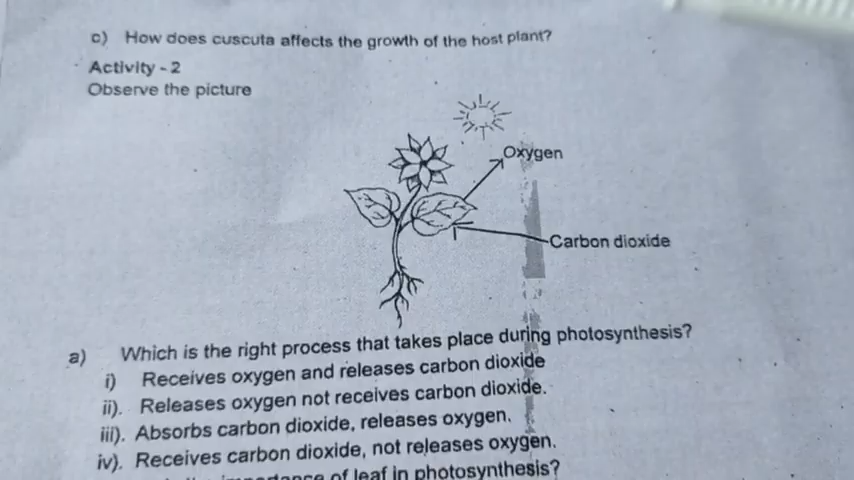 c) How does cuscuta affects the growth of the host plant?
Activity - 2
Observe the picture
Oxygen
Carbon dioxide
a) Which is the right process that takes place during photosynthesis?
i) Receives oxygen and releases carbon dioxide
ii). Releases oxygen not receives carbon dioxide.
iii). Absorbs carbon dioxide, releases oxygen.
iv). Receives carbon dioxide, not releases oxygen.
of leaf in photosynthesis?